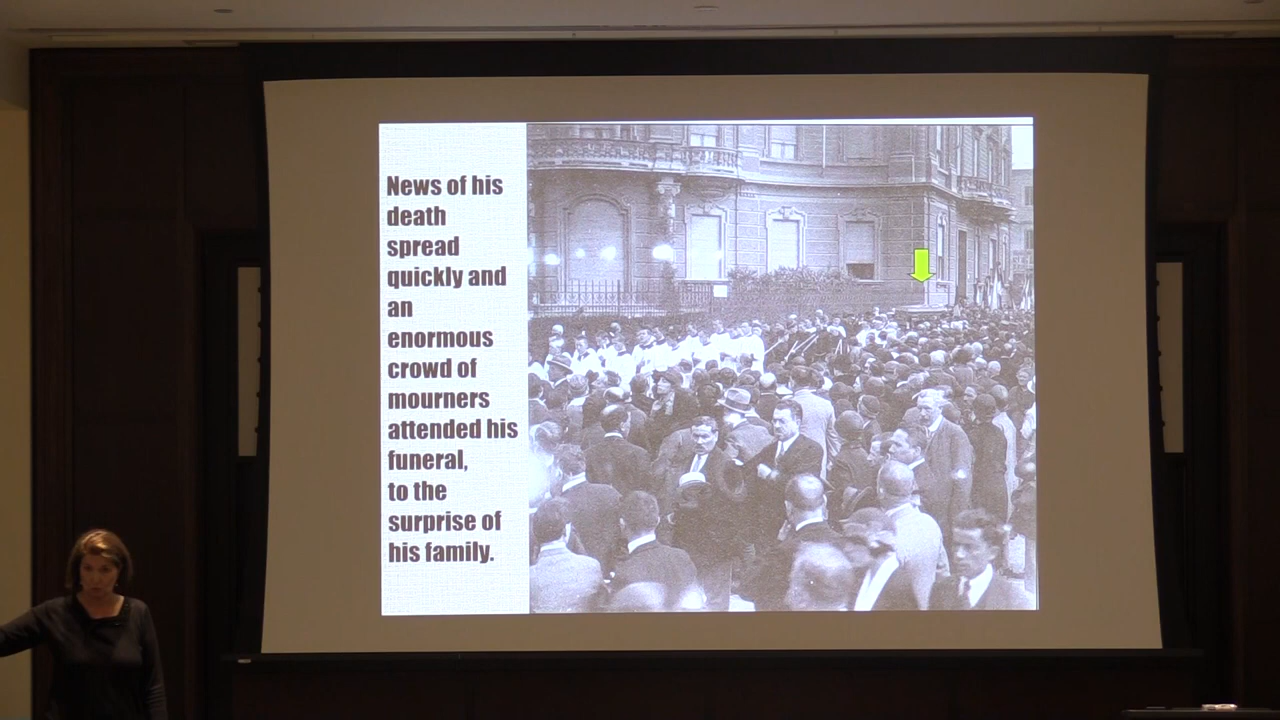 News of his
death
spread
quickly and
an
enormous
crowd of
mourners
attended his
funeral,
to the
surprise of
his family.